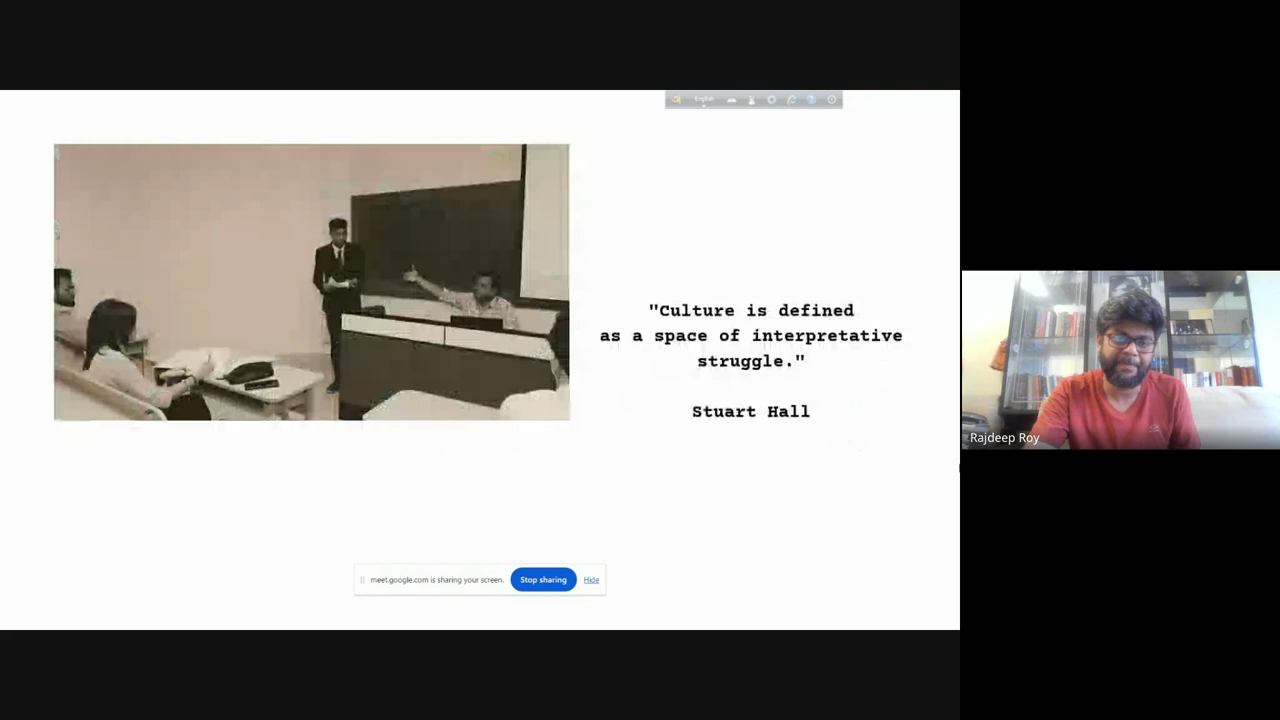 English
"Culture is defined
as a space of interpretative
struggle."
Stuart Hall
Rajdeep Roy
meet.google.com is sharing your screen. Stop sharing Hide